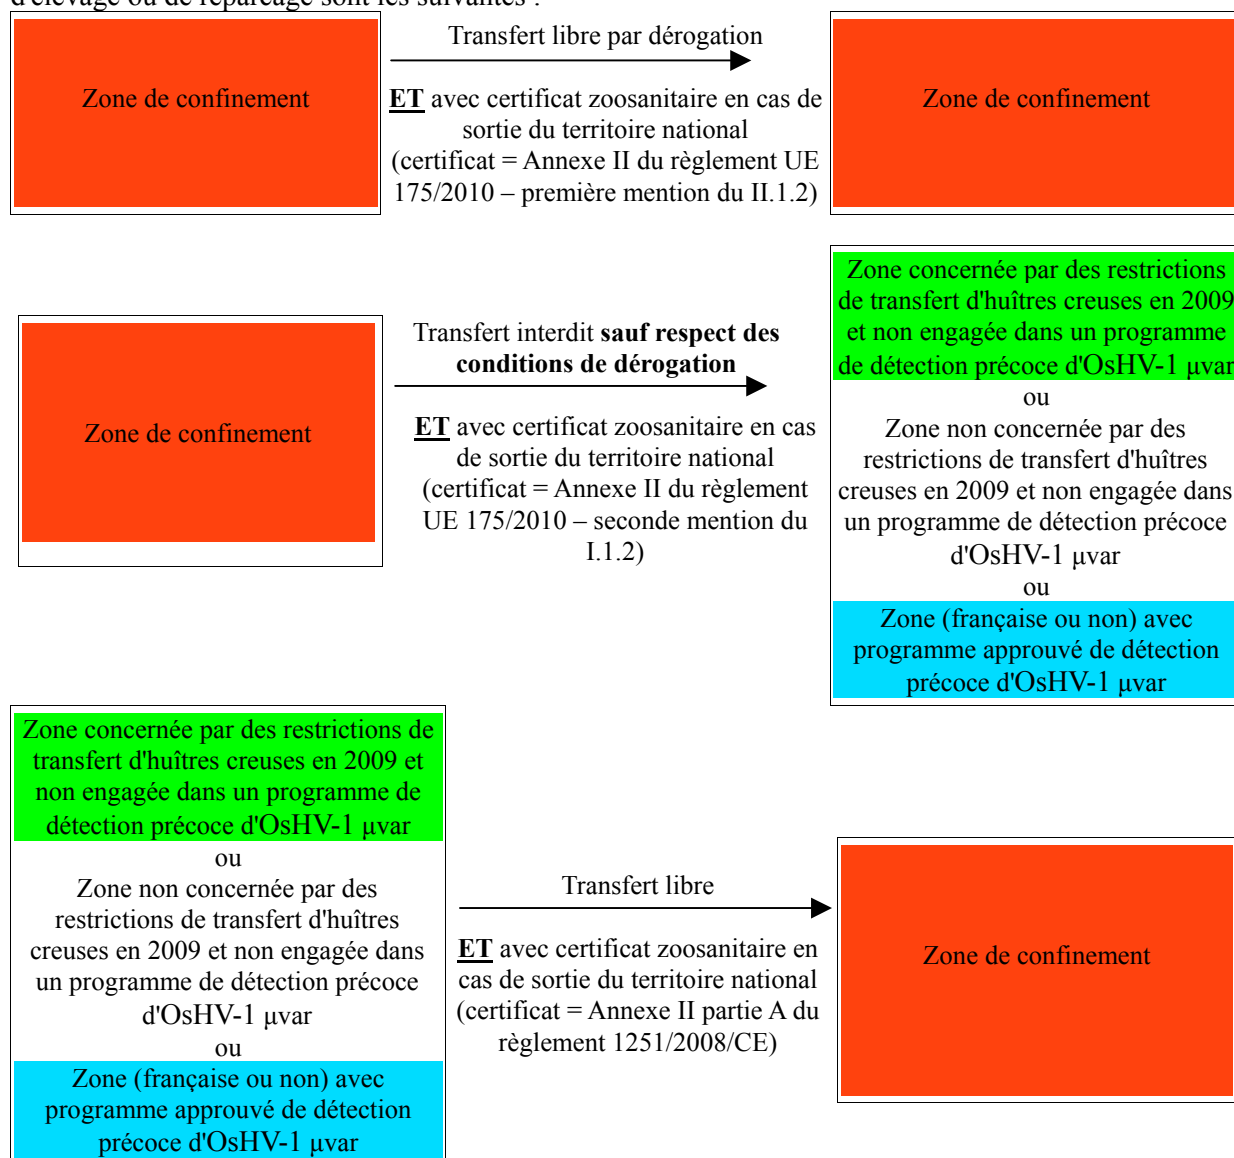 d'élevage ou de reparcage sont les suivantes :
Zone de confinement
Transfert libre par dérogation
ET avec certificat zoosanitaire en cas de
sortie du territoire national
(certificat = Annexe II du règlement UE
175/2010 – première mention du II.1.2)
Zone de confinement
Zone de confinement
Transfert interdit sauf respect des
conditions de dérogation
ET avec certificat zoosanitaire en cas
de sortie du territoire national
(certificat = Annexe II du règlement
UE 175/2010 – seconde mention du
I.1.2)
Zone concernée par des restrictions
de transfert d'huîtres creuses en 2009
et non engagée dans un programme
de détection précoce d'OsHV-1 µvar
ou
Zone non concernée par des
restrictions de transfert d'huîtres
creuses en 2009 et non engagée dans
un programme de détection précoce
d'OsHV-1 µvar
ou
Zone (française ou non) avec
programme approuvé de détection
précoce d'OsHV-1 µvar
Zone concernée par des restrictions de
transfert d'huîtres creuses en 2009 et
non engagée dans un programme de
détection précoce d'OsHV-1 µvar
ou
Zone non concernée par des
restrictions de transfert d'huîtres
creuses en 2009 et non engagée dans
un programme de détection précoce
d'OsHV-1 µvar
ou
Zone (française ou non) avec
programme approuvé de détection
précoce d'OsHV-1 µvar
Transfert libre
ET avec certificat zoosanitaire en
cas de sortie du territoire national
(certificat = Annexe II partie A du
règlement 1251/2008/CE)
Zone de confinement